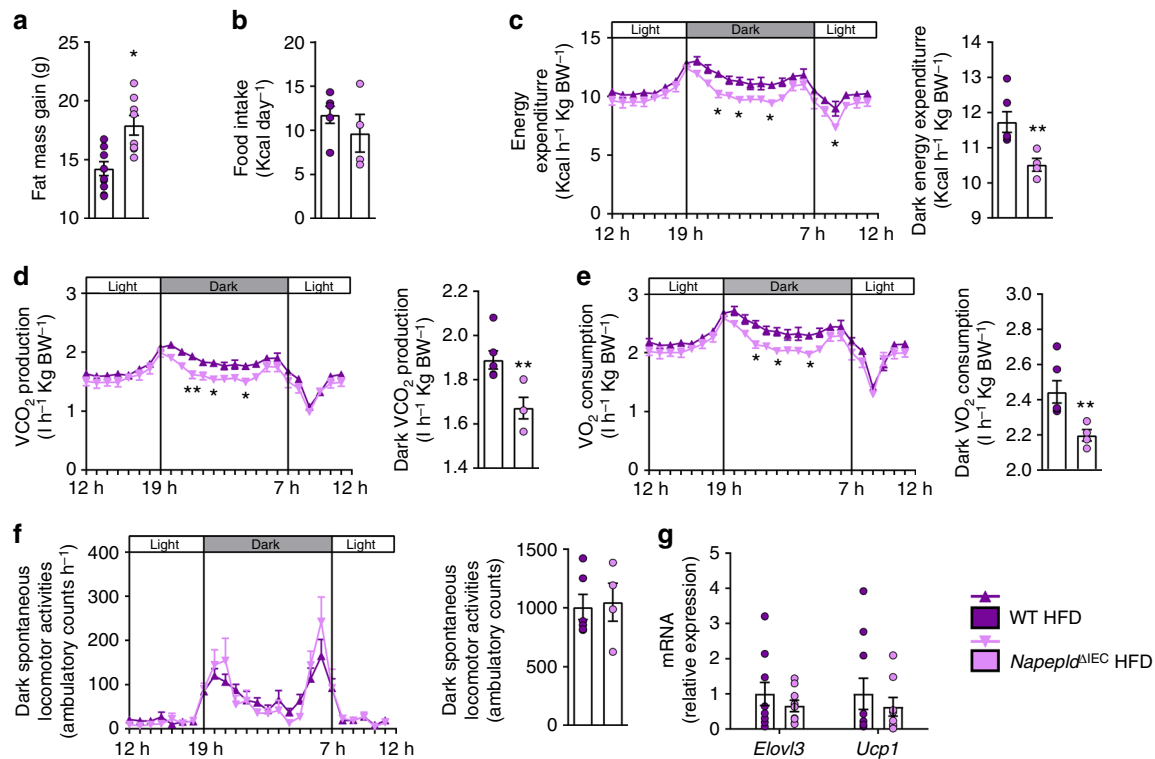 a
Fat mass gain (g)
25
20
15
10
*
b
Food intake
(Kcal day⁻¹)
20
15
10
5
0
c
Energy
expenditurre
(Kcal h⁻¹ Kg BW⁻¹)
Light Dark Light
15
10
5
0
* * * *
12 h 19 h 7 h 12 h
Dark energy expenditurre
(Kcal h⁻¹ Kg BW⁻¹)
14
13
12
11
10
9
**
d
VCO₂ production
(l h⁻¹ Kg BW⁻¹)
Light Dark Light
3
2
1
0
** * *
12 h 19 h 7 h 12 h
Dark VCO₂ production
(l h⁻¹ Kg BW⁻¹)
2.2
2.0
1.8
1.6
1.4
**
e
VO₂ consumption
(l h⁻¹ Kg BW⁻¹)
Light Dark Light
3
2
1
0
* * *
12 h 19 h 7 h 12 h
Dark VO₂ consumption
(l h⁻¹ Kg BW⁻¹)
3.0
2.8
2.6
2.4
2.2
2.0
**
f
Dark spontaneous
locomotor activities
(ambulatory counts h⁻¹)
Light Dark Light
400
300
200
100
0
12 h 19 h 7 h 12 h
Dark spontaneous
locomotor activities
(ambulatory counts)
1500
1000
500
0
g
mRNA
(relative expression)
5
4
3
2
1
0
Elovl3 Ucp1
WT HFD
Napepld^ΔIEC HFD